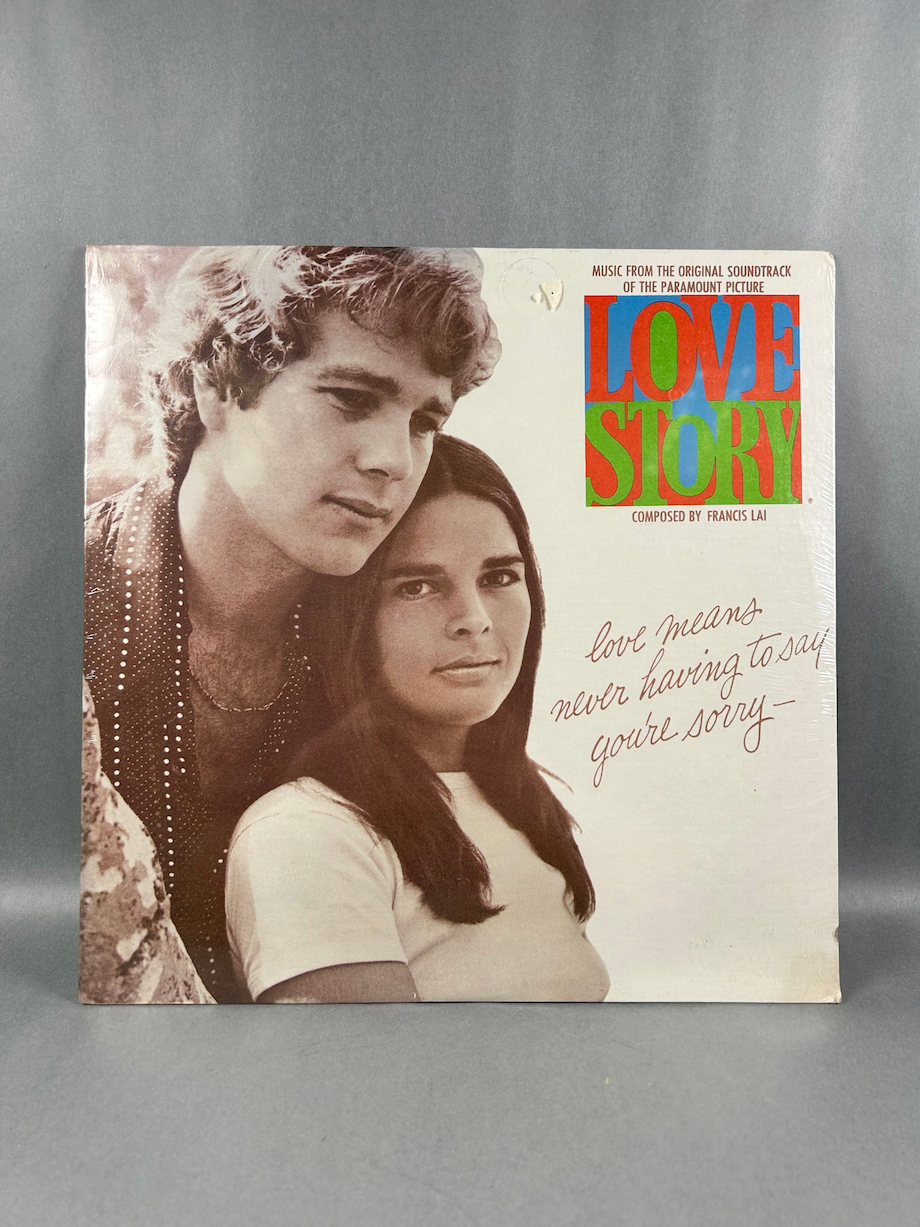 MUSIC FROM THE ORIGINAL SOUNDTRACK
OF THE PARAMOUNT PICTURE
LOVE
STORY
®
COMPOSED BY FRANCIS LAI
love means
never having to say
you're sorry—